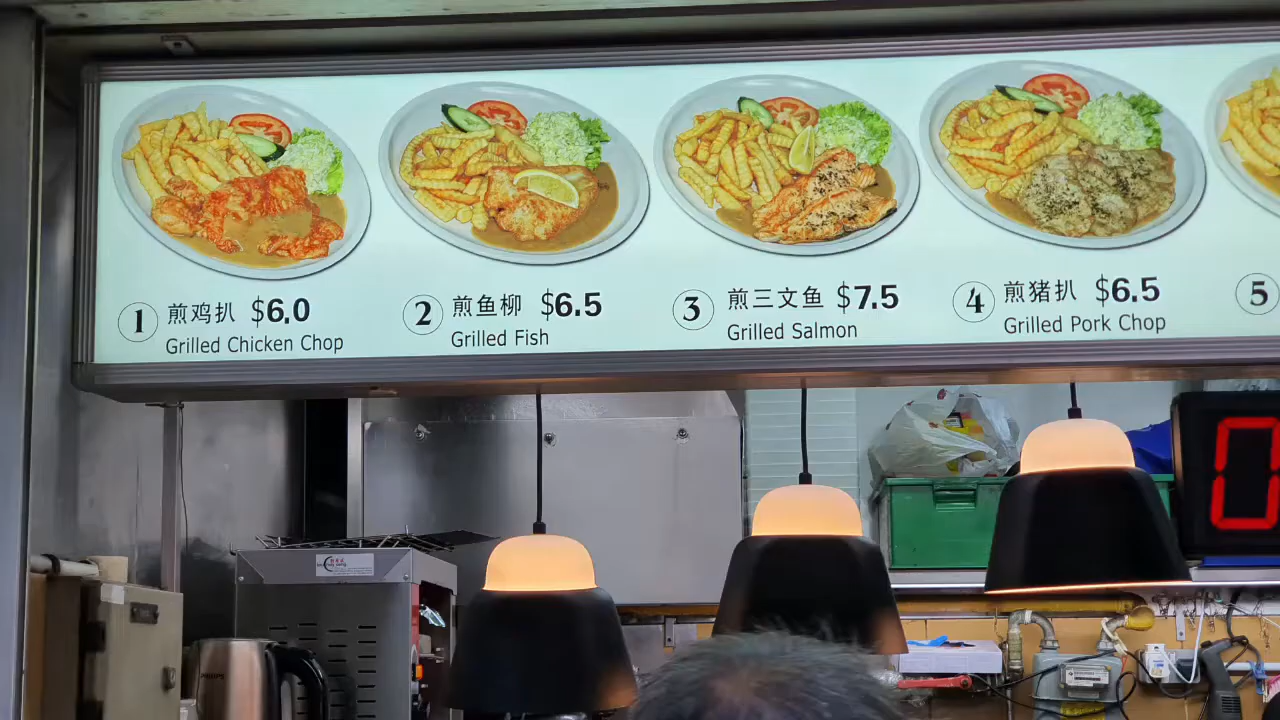 1 煎鸡扒 $6.0
Grilled Chicken Chop
2 煎鱼柳 $6.5
Grilled Fish
3 煎三文鱼 $7.5
Grilled Salmon
4 煎猪扒 $6.5
Grilled Pork Chop
5
PHILIPS
0